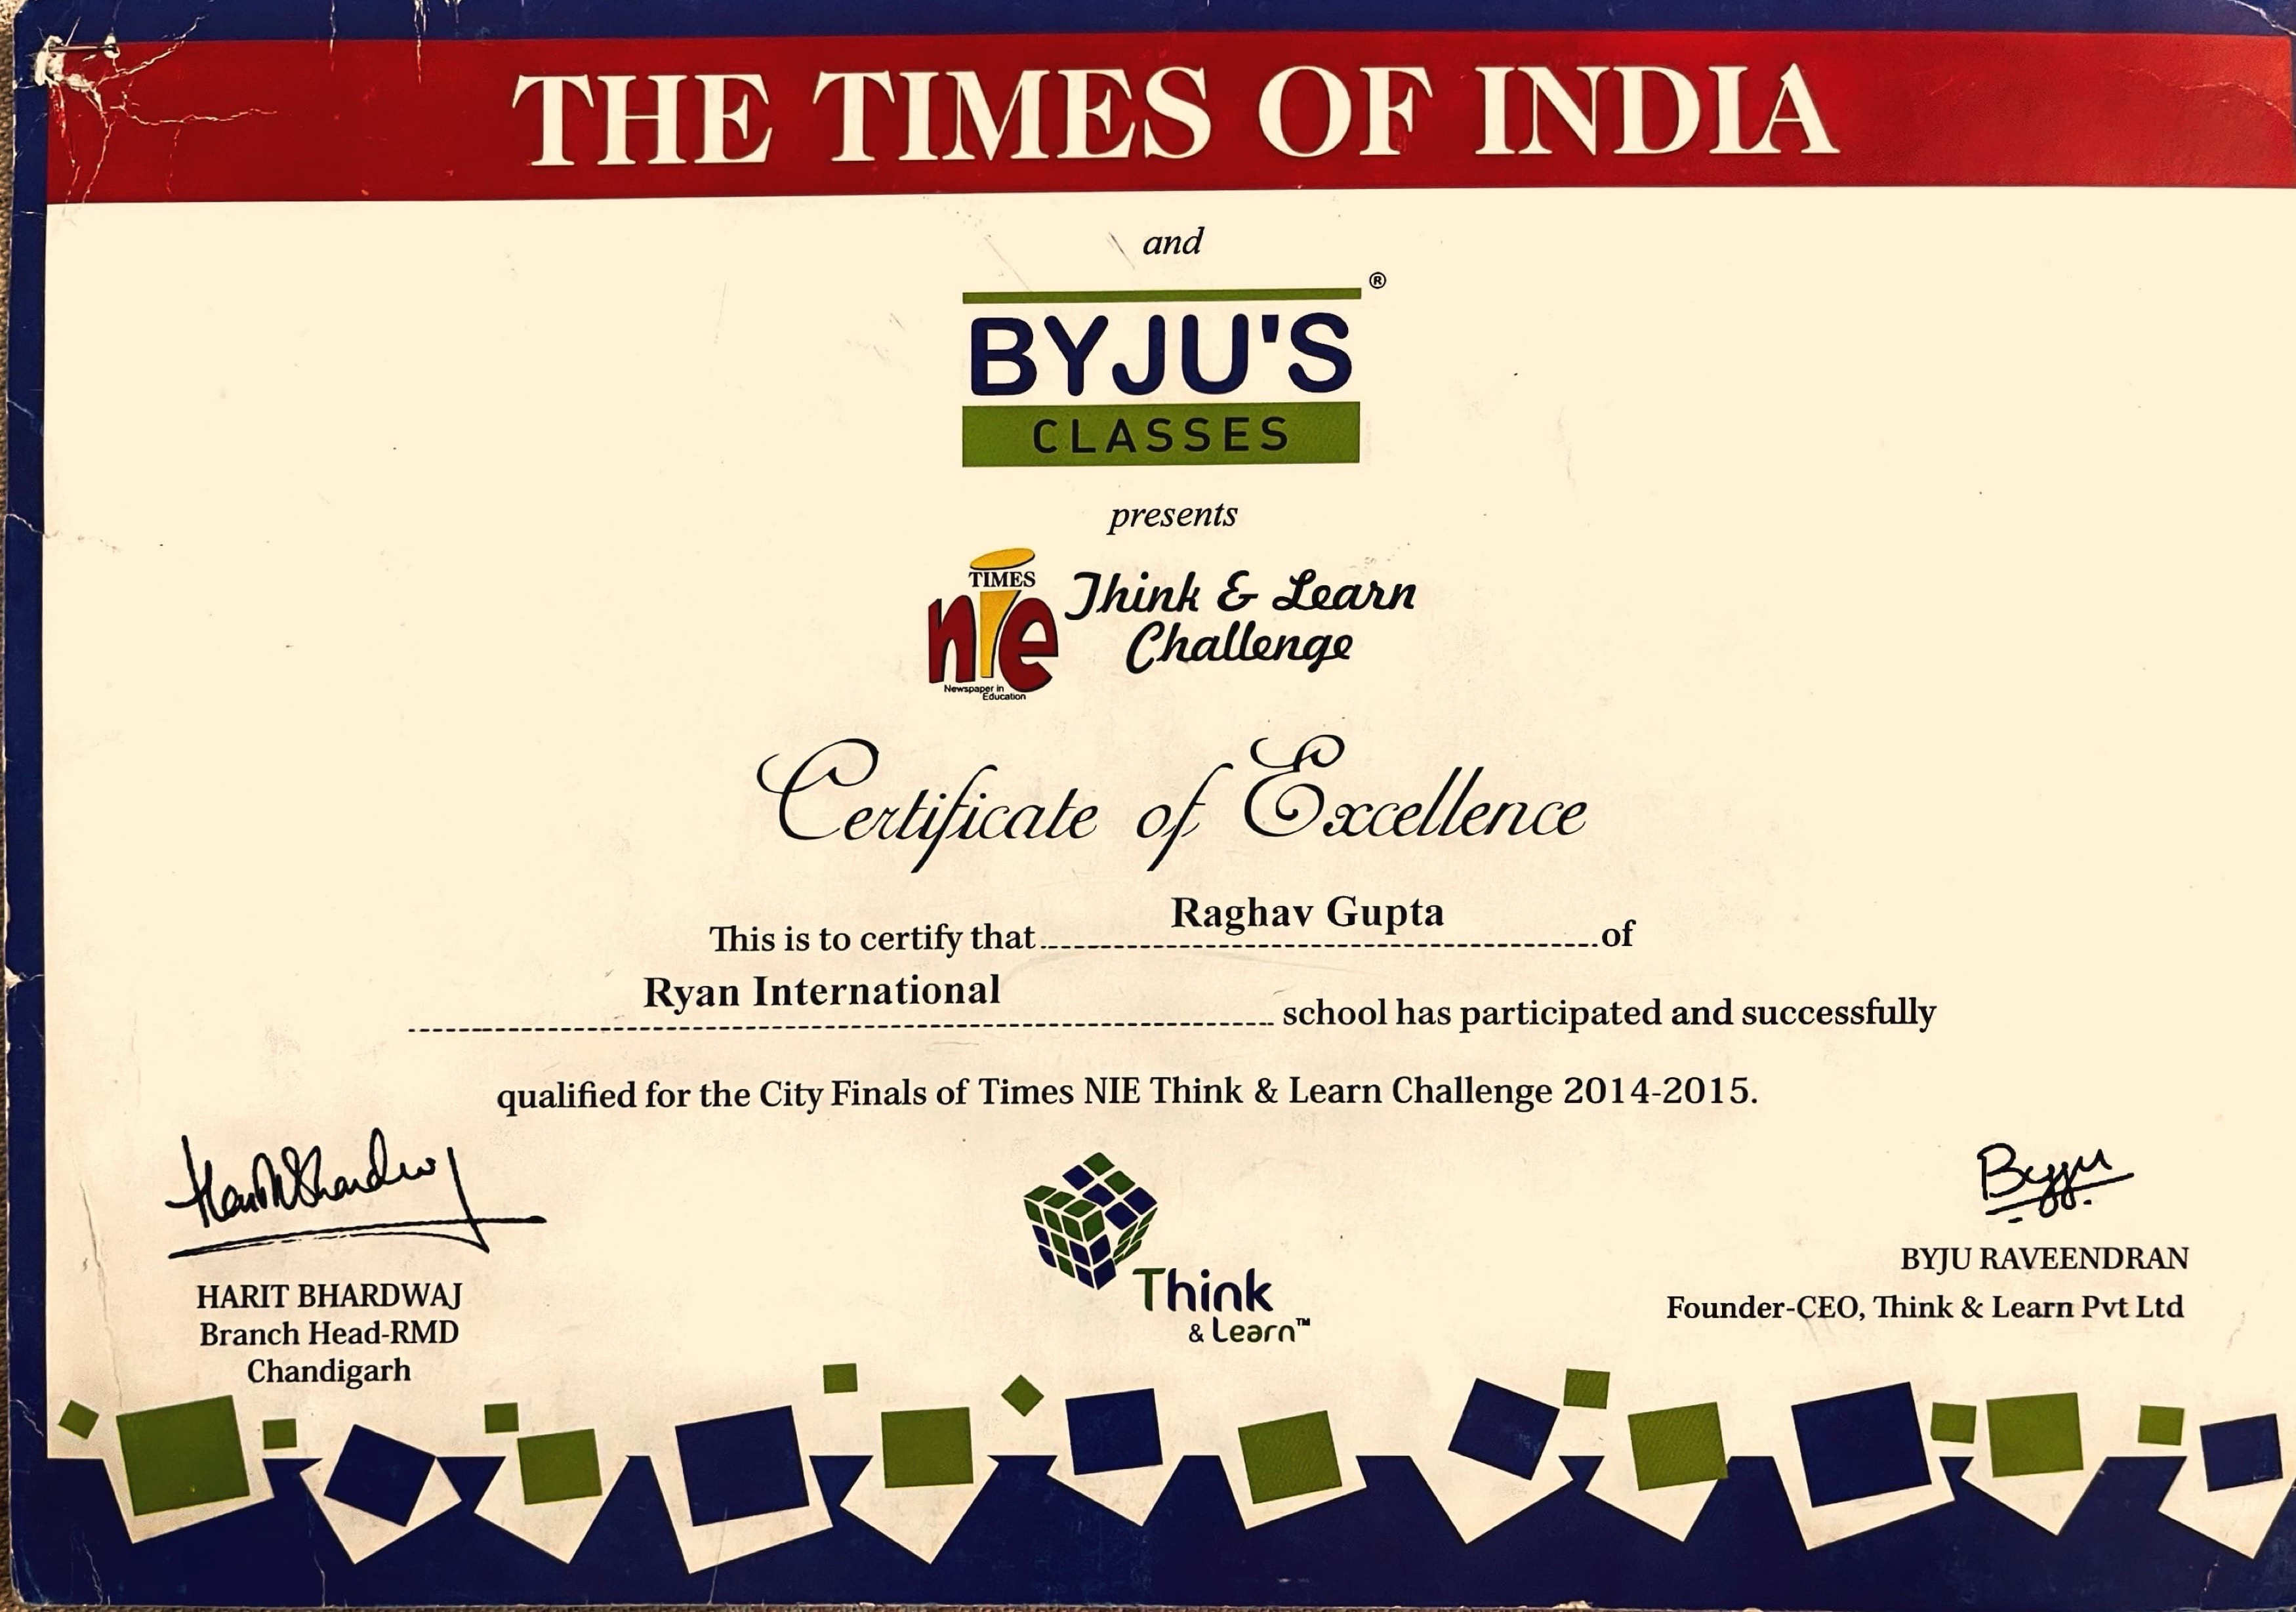 THE TIMES OF INDIA
and
BYJU'S ®
CLASSES
presents
TIMES
nie
Newspaper in
Education
Think & Learn
Challenge
Certificate of Excellence
This is to certify that Raghav Gupta of
Ryan International school has participated and successfully
qualified for the City Finals of Times NIE Think & Learn Challenge 2014-2015.
Harit Bhardwaj
HARIT BHARDWAJ
Branch Head-RMD
Chandigarh
Think
& Learn™
Byju
BYJU RAVEENDRAN
Founder-CEO, Think & Learn Pvt Ltd